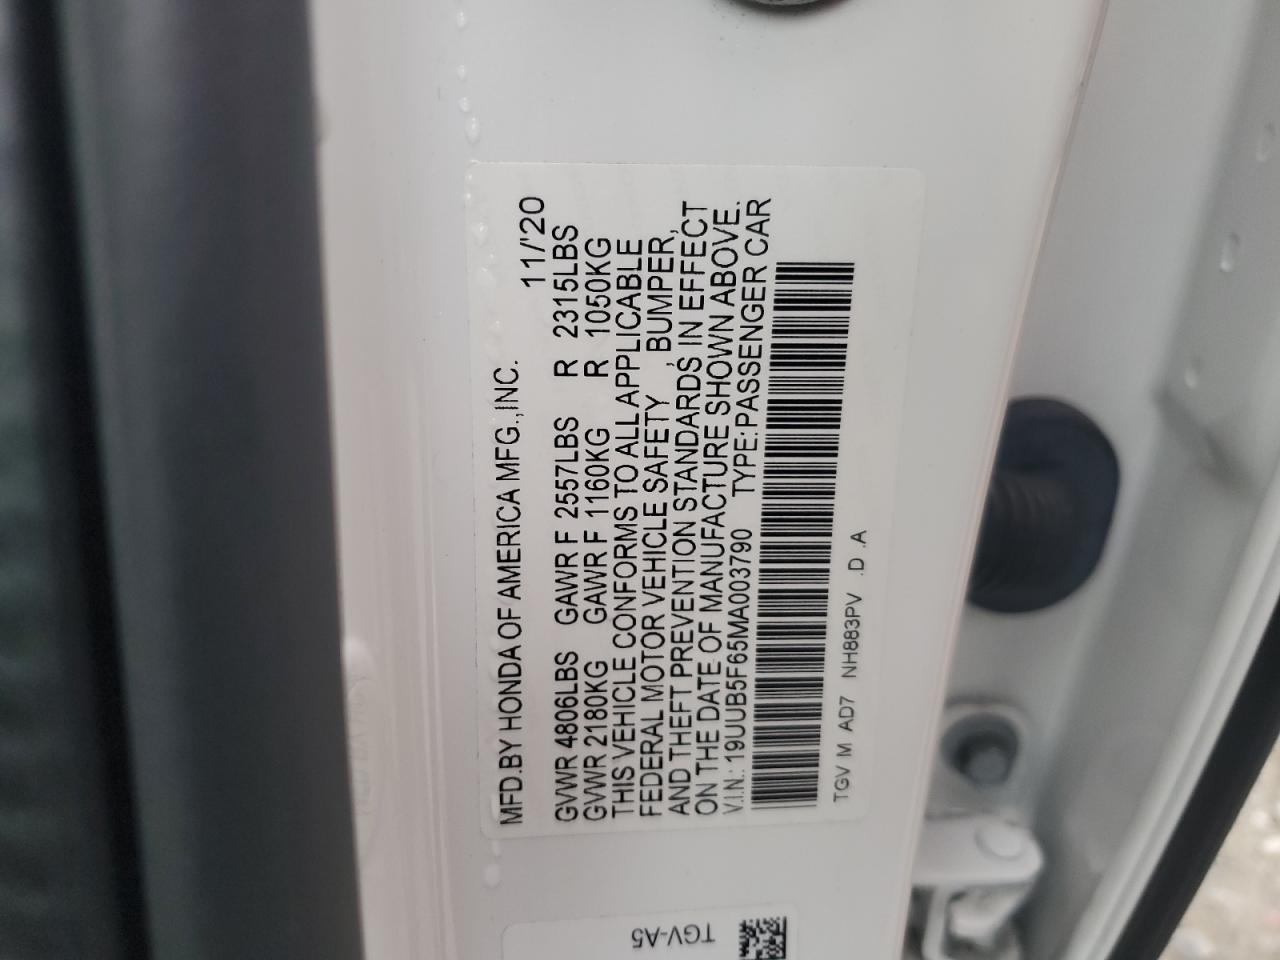 MFD.BY HONDA OF AMERICA MFG.,INC. 11/'20
GVWR 4806LBS GAWR F 2557LBS R 2315LBS
GVWR 2180KG GAWR F 1160KG R 1050KG
THIS VEHICLE CONFORMS TO ALL APPLICABLE
FEDERAL MOTOR VEHICLE SAFETY , BUMPER,
AND THEFT PREVENTION STANDARDS IN EFFECT
ON THE DATE OF MANUFACTURE SHOWN ABOVE.
V.I.N.: 19UUB5F65MA003790 TYPE:PASSENGER CAR
TGV M AD7 NH883PV .D .A
TGV-A5